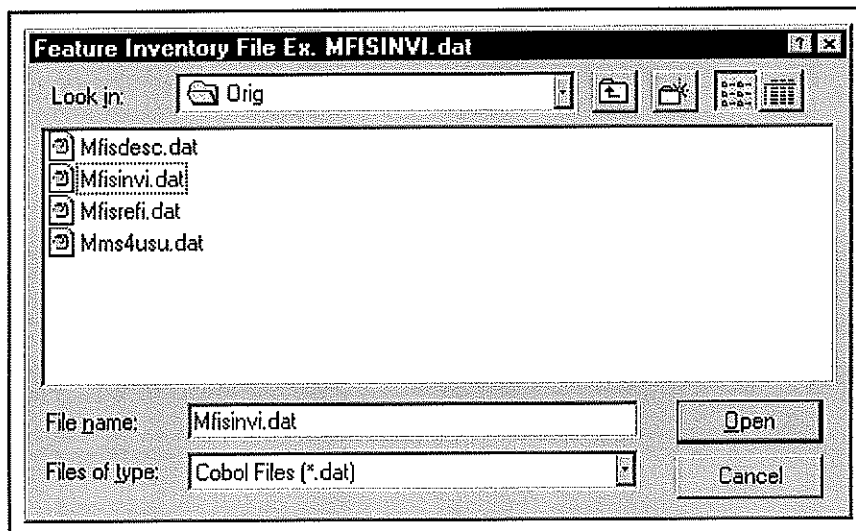 Feature Inventory File Ex. MFISINVI.dat
Look in:
Orig
Mfisdesc.dat
Mfisinvi.dat
Mfisrefi.dat
Mms4usu.dat
File name:
Mfisinvi.dat
Open
Files of type:
Cobol Files (*.dat)
Cancel